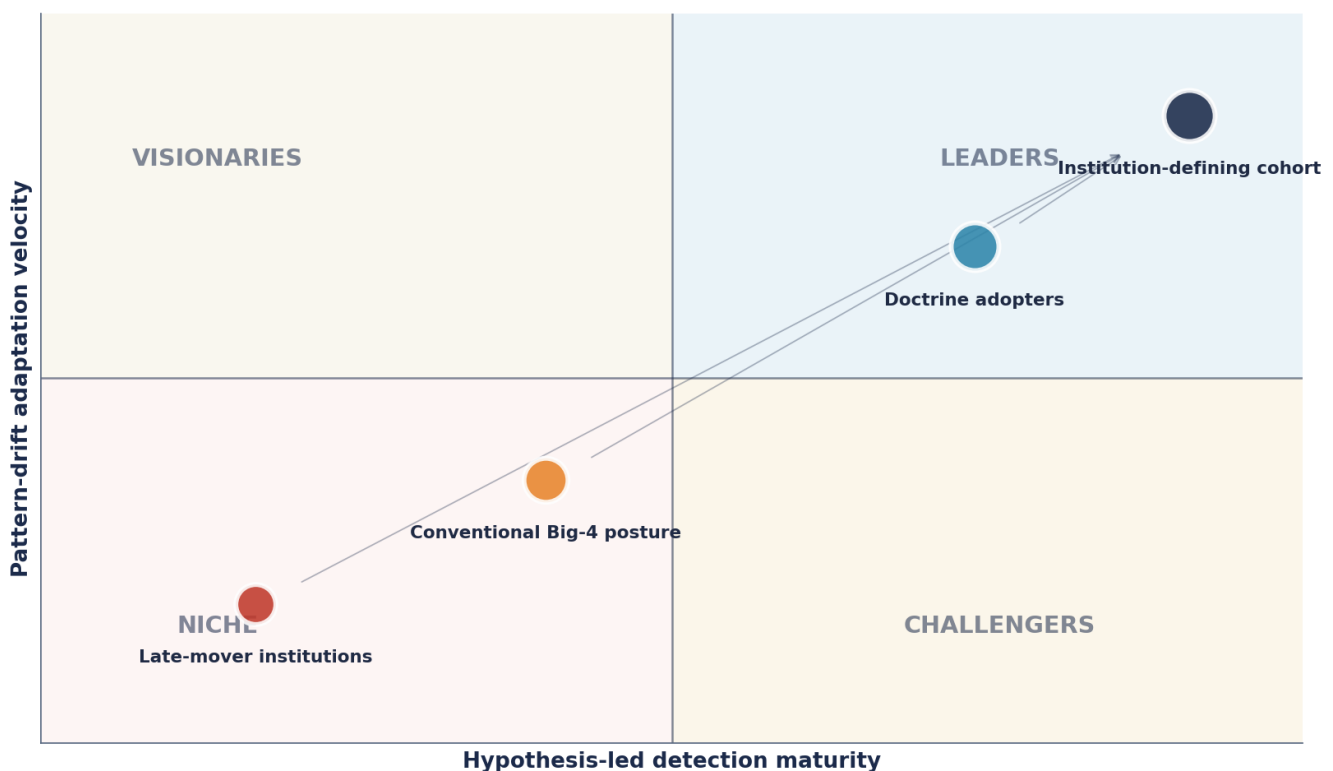 VISIONARIES
LEADERS
Institution-defining cohort
Doctrine adopters
Pattern-drift adaptation velocity
Conventional Big-4 posture
NICHE
CHALLENGERS
Late-mover institutions
Hypothesis-led detection maturity